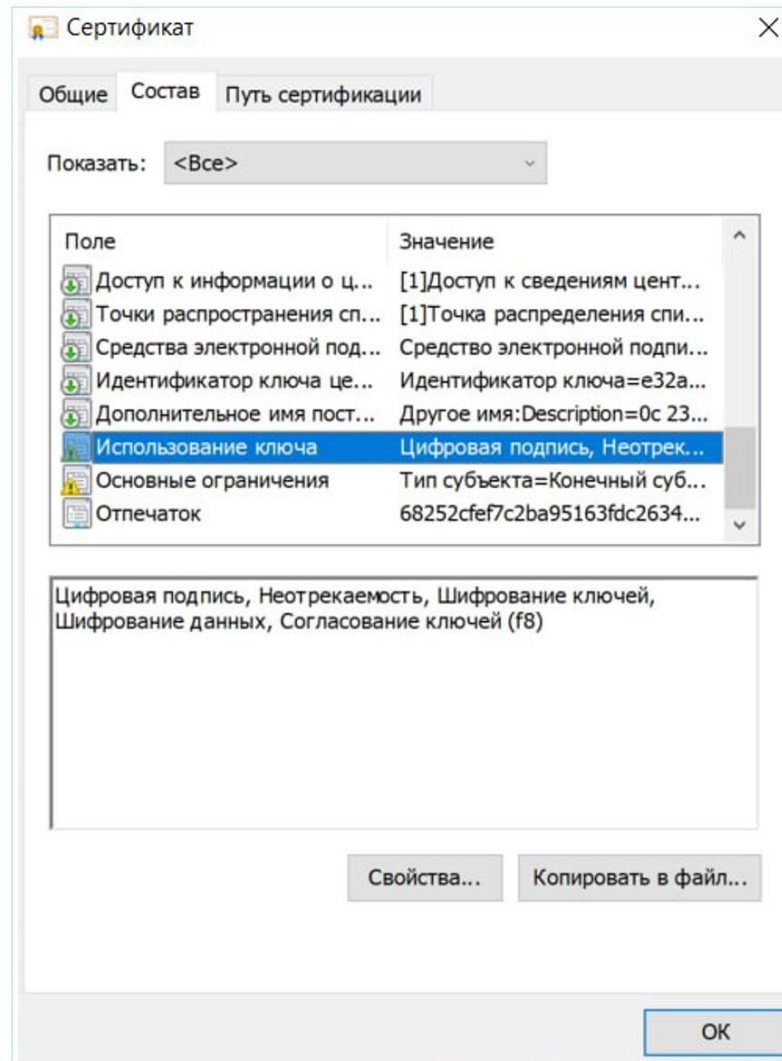 Сертификат
Общие Состав Путь сертификации
Показать: <Все>
Поле Значение
Доступ к информации о ц... [1]Доступ к сведениям цент...
Точки распространения сп... [1]Точка распределения спи...
Средства электронной под... Средство электронной подпи...
Идентификатор ключа це... Идентификатор ключа=e32a...
Дополнительное имя пост... Другое имя:Description=0c 23...
Использование ключа Цифровая подпись, Неотрек...
Основные ограничения Тип субъекта=Конечный суб...
Отпечаток 68252cfef7c2ba95163fdc2634...
Цифровая подпись, Неотрекаемость, Шифрование ключей,
Шифрование данных, Согласование ключей (f8)
Свойства... Копировать в файл...
ОК